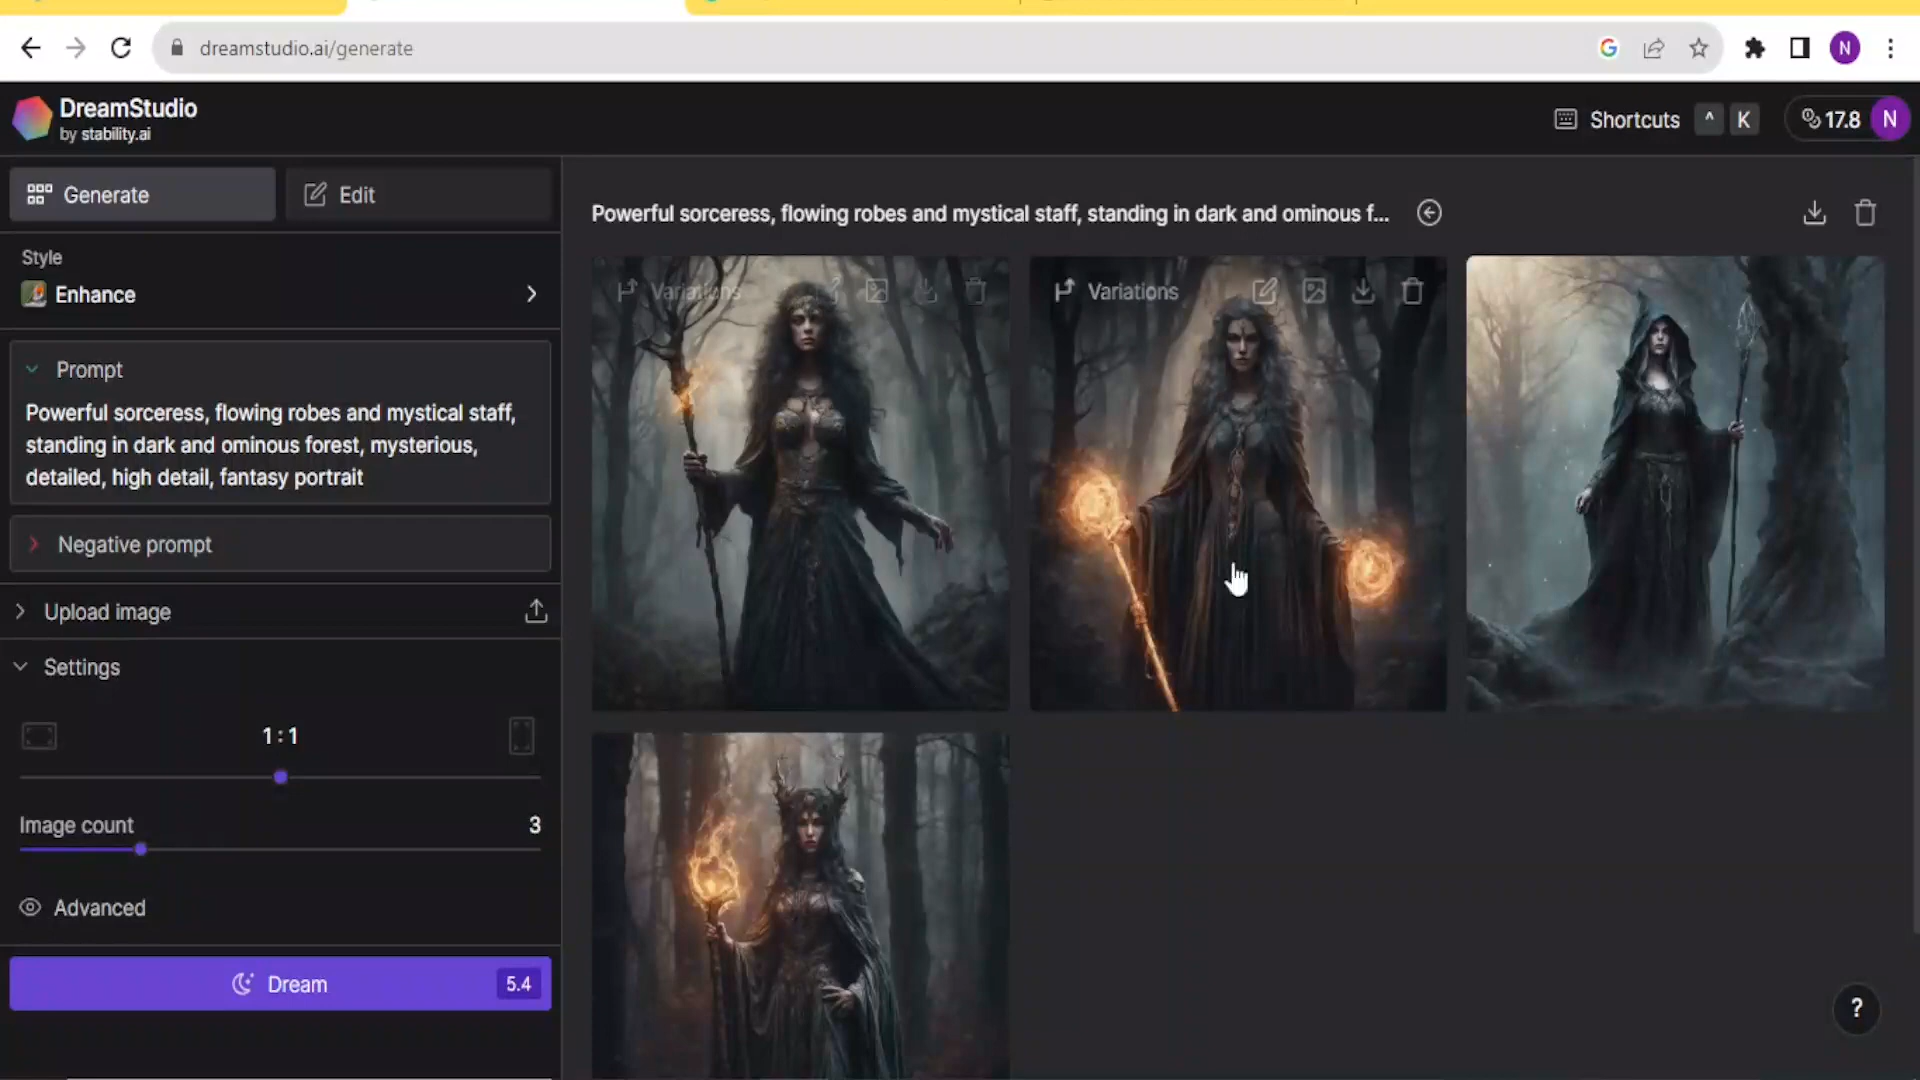 dreamstudio.ai/generate
N
DreamStudio
by stability.ai
Shortcuts ^ K
17.8 N
Generate
Edit
Style
Enhance
Prompt
Powerful sorceress, flowing robes and mystical staff,
standing in dark and ominous forest, mysterious,
detailed, high detail, fantasy portrait
Negative prompt
Upload image
Settings
1 : 1
Image count 3
Advanced
Dream 5.4
Powerful sorceress, flowing robes and mystical staff, standing in dark and ominous f...
Variations
Variations
?